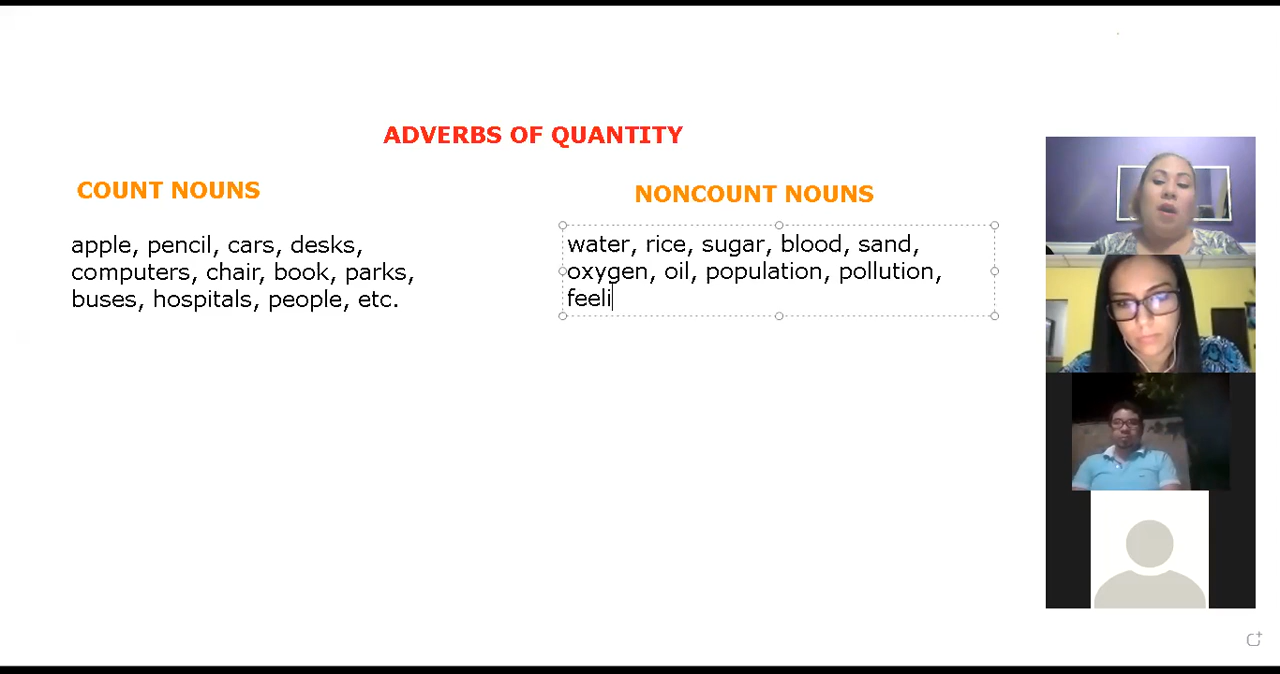 ADVERBS OF QUANTITY
COUNT NOUNS
apple, pencil, cars, desks,
computers, chair, book, parks,
buses, hospitals, people, etc.
NONCOUNT NOUNS
water, rice, sugar, blood, sand,
oxygen, oil, population, pollution,
feeli